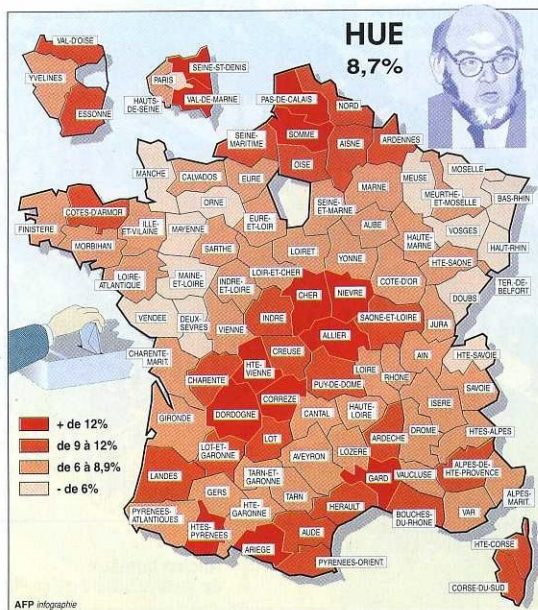 HUE
8,7%
VAL-D'OISE
YVELINES
ESSONNE
PARIS
SEINE-ST-DENIS
HAUTS-
DE-SEINE
VAL-DE-MARNE
PAS-DE-CALAIS
NORD
SOMME
SEINE-
MARITIME
AISNE
ARDENNES
OISE
MANCHE
CALVADOS
EURE
MARNE
MEUSE
MOSELLE
MEURTHE-
ET-MOSELLE
BAS-RHIN
ORNE
SEINE-
ET-MARNE
COTES-D'ARMOR
FINISTERE
ILLE-
ET-VILAINE
MAYENNE
EURE-
ET-LOIR
AUBE
VOSGES
HAUTE-
MARNE
HAUT-RHIN
MORBIHAN
SARTHE
LOIRET
YONNE
HTE-SAONE
TER.-DE-
BELFORT
LOIRE-
ATLANTIQUE
MAINE-
ET-LOIRE
INDRE-
ET-LOIRE
LOIR-ET-CHER
CHER
NIEVRE
COTE-D'OR
DOUBS
VENDEE
DEUX-
SEVRES
VIENNE
INDRE
SAONE-ET-LOIRE
JURA
ALLIER
CREUSE
CHARENTE-
MARIT.
CHARENTE
HTE-
VIENNE
PUY-DE-DOME
LOIRE
RHONE
AIN
HTE-SAVOIE
SAVOIE
CORREZE
DORDOGNE
CANTAL
HAUTE-
LOIRE
ISERE
GIRONDE
LOT
LOT-ET-
GARONNE
AVEYRON
LOZERE
ARDECHE
DROME
HTES-ALPES
LANDES
TARN-ET-
GARONNE
GARD
VAUCLUSE
ALPES-DE-
HTE-PROVENCE
ALPES-
MARIT.
GERS
TARN
HERAULT
BOUCHES-
DU-RHONE
VAR
PYRENEES-
ATLANTIQUES
HTES-
PYRENEES
HTE-
GARONNE
ARIEGE
AUDE
PYRENEES-ORIENT.
HTE-CORSE
CORSE-DU-SUD
+ de 12%
de 9 à 12%
de 6 à 8,9%
- de 6%
AFP infographie